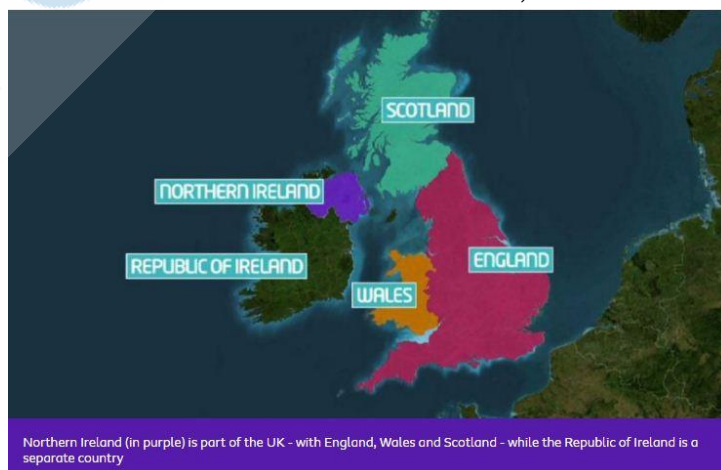 SCOTLAND
NORTHERN IRELAND
REPUBLIC OF IRELAND
ENGLAND
WALES
Northern Ireland (in purple) is part of the UK - with England, Wales and Scotland - while the Republic of Ireland is a
separate country